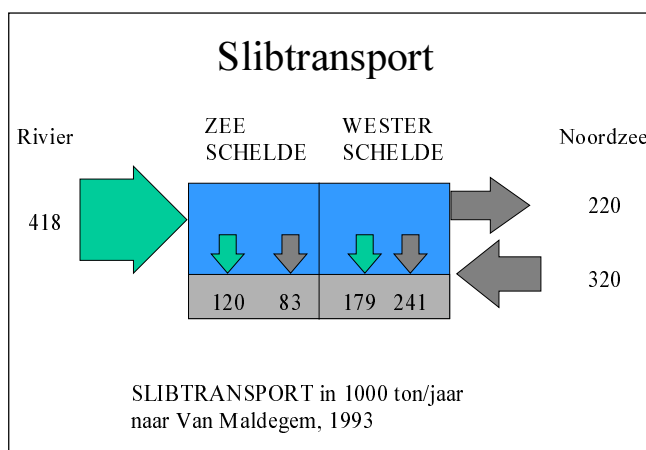 Slibtransport
Rivier
ZEE
SCHELDE
WESTER
SCHELDE
Noordzee
418
220
320
120 83 179 241
SLIBTRANSPORT in 1000 ton/jaar
naar Van Maldegem, 1993